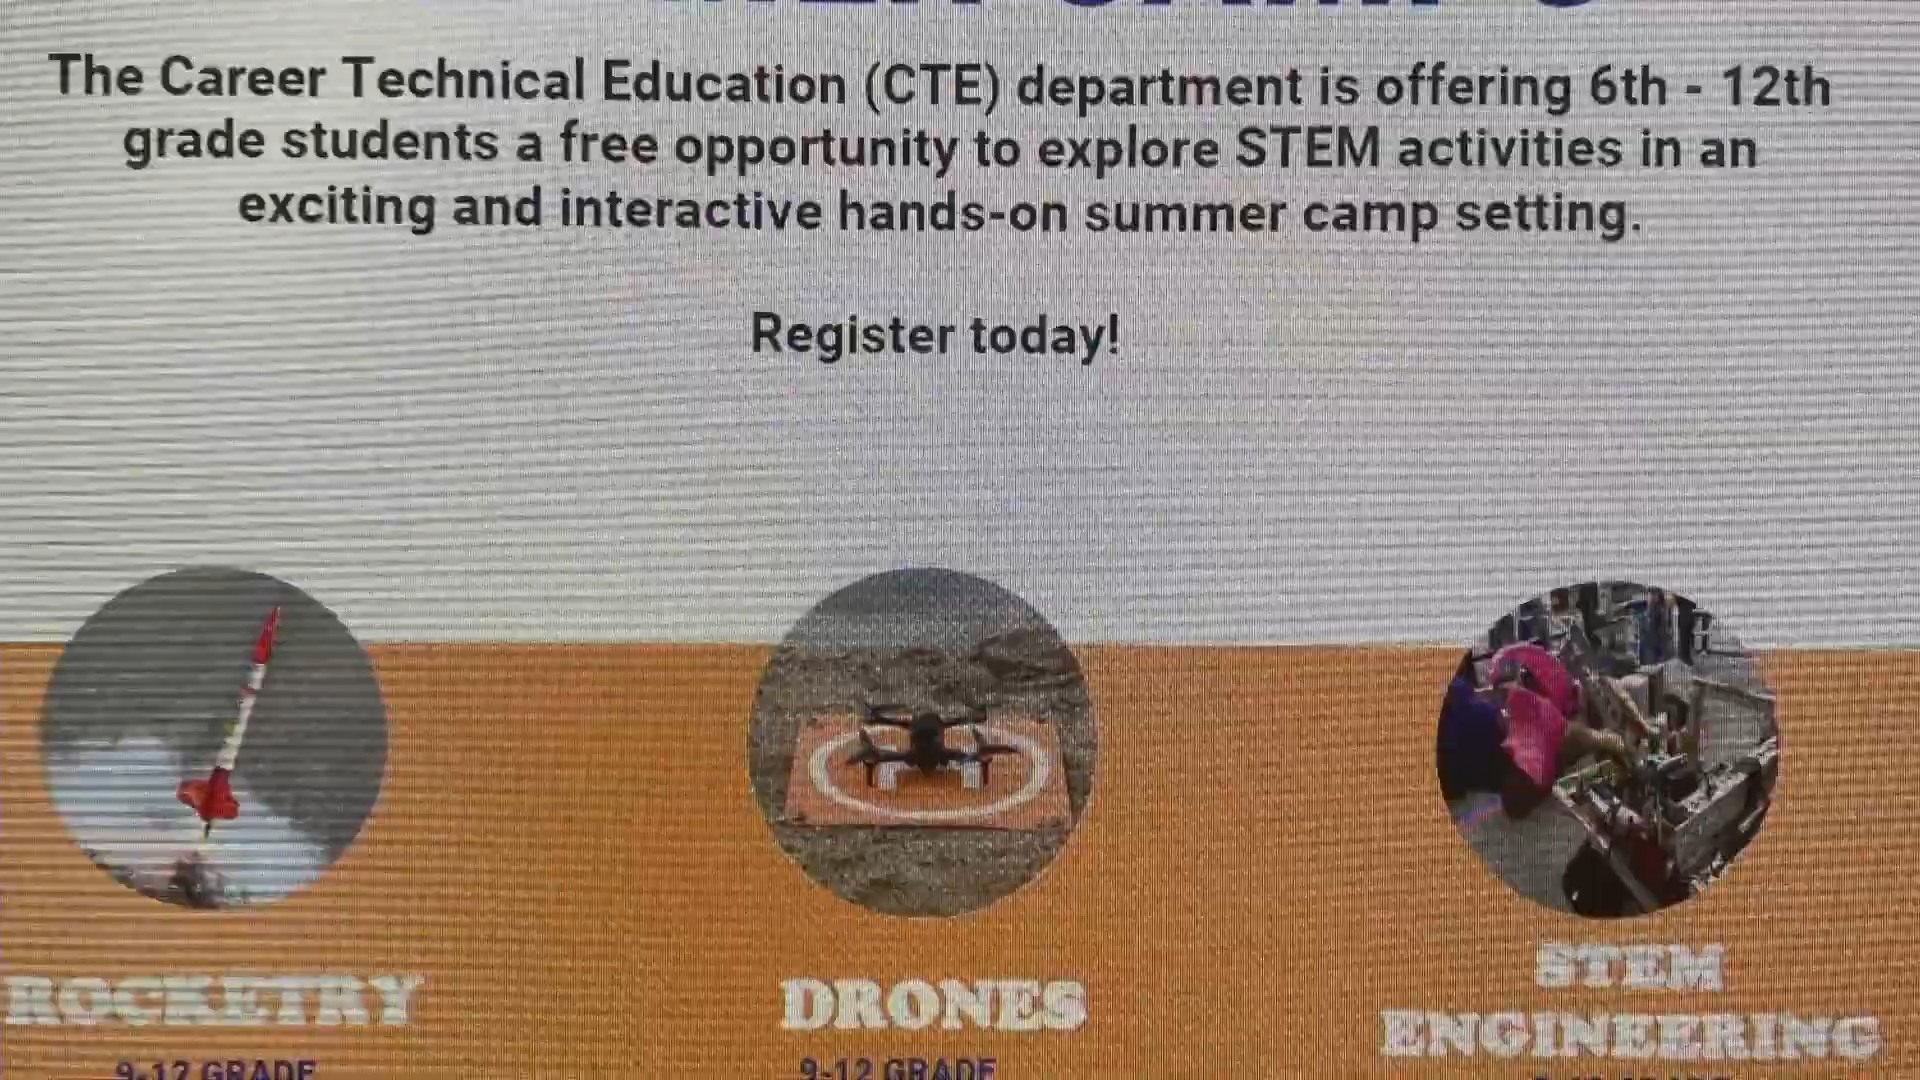 The Career Technical Education (CTE) department is offering 6th - 12th
grade students a free opportunity to explore STEM activities in an
exciting and interactive hands-on summer camp setting.
Register today!
ROCKETRY
DRONES
STEM
ENGINEERING
9-12 GRADE
9-12 GRADE